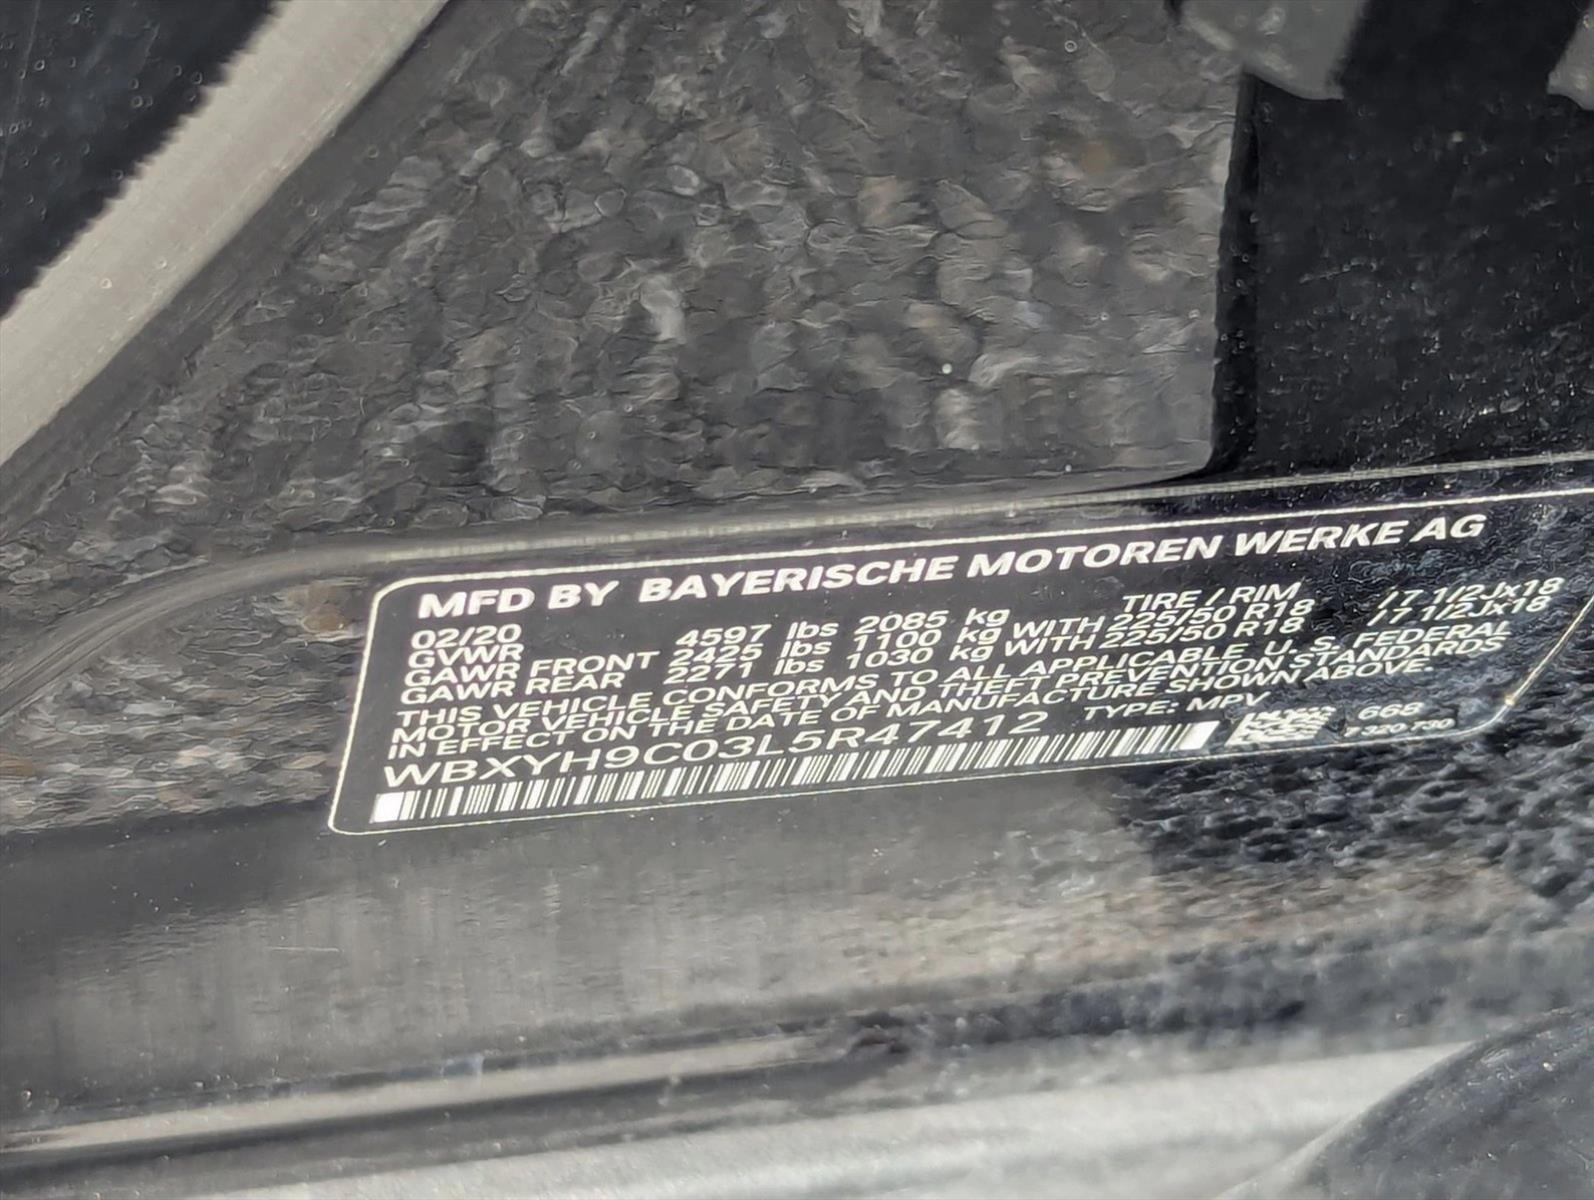 MFD BY BAYERISCHE MOTOREN WERKE AG
02/20 TIRE / RIM
GVWR 4597 lbs 2085 kg
GAWR FRONT 2425 lbs 1100 kg WITH 225/50 R18 / 7 1/2Jx18
GAWR REAR 2271 lbs 1030 kg WITH 225/50 R18 / 7 1/2Jx18
THIS VEHICLE CONFORMS TO ALL APPLICABLE U. S. FEDERAL
MOTOR VEHICLE SAFETY AND THEFT PREVENTION STANDARDS
IN EFFECT ON THE DATE OF MANUFACTURE SHOWN ABOVE.
WBXYH9C03L5R47412 TYPE: MPV
668
7 320 730